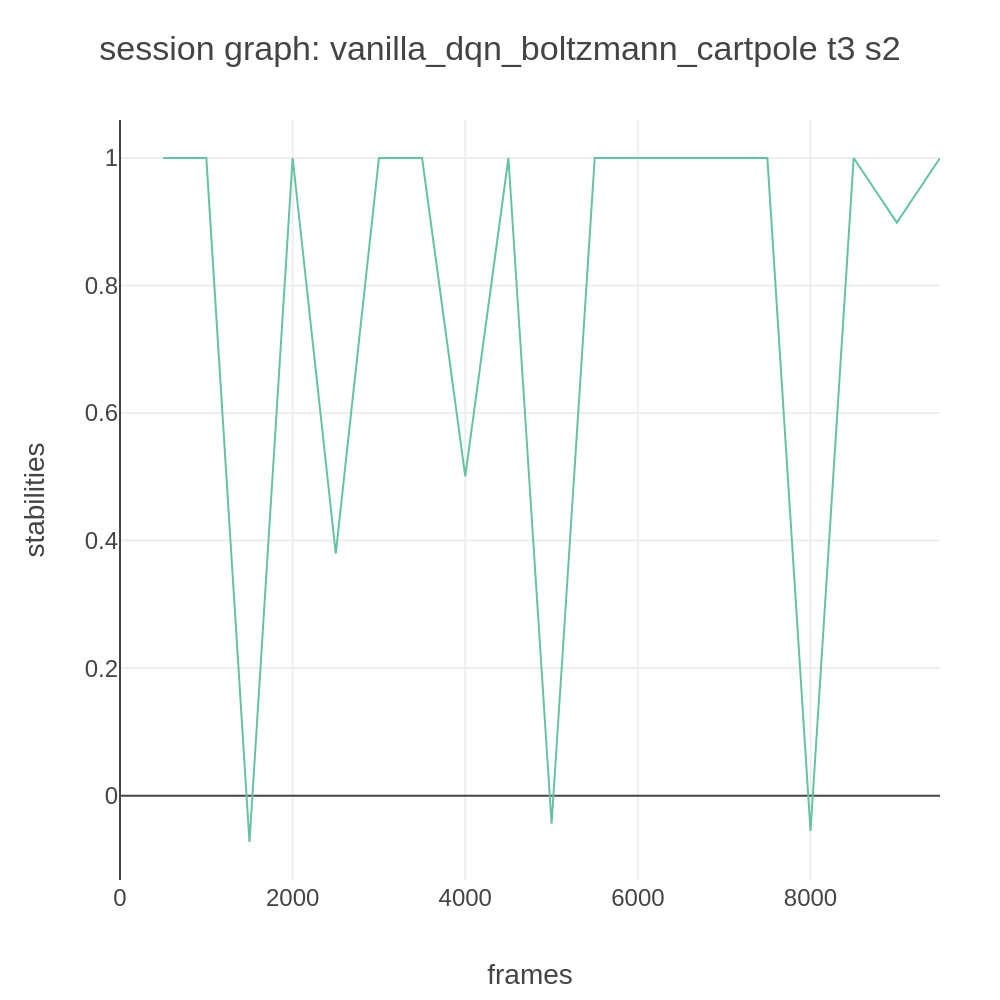 session graph: vanilla_dqn_boltzmann_cartpole t3 s2
1
0.8
0.6
0.4
0.2
0
stabilities
0 2000 4000 6000 8000
frames